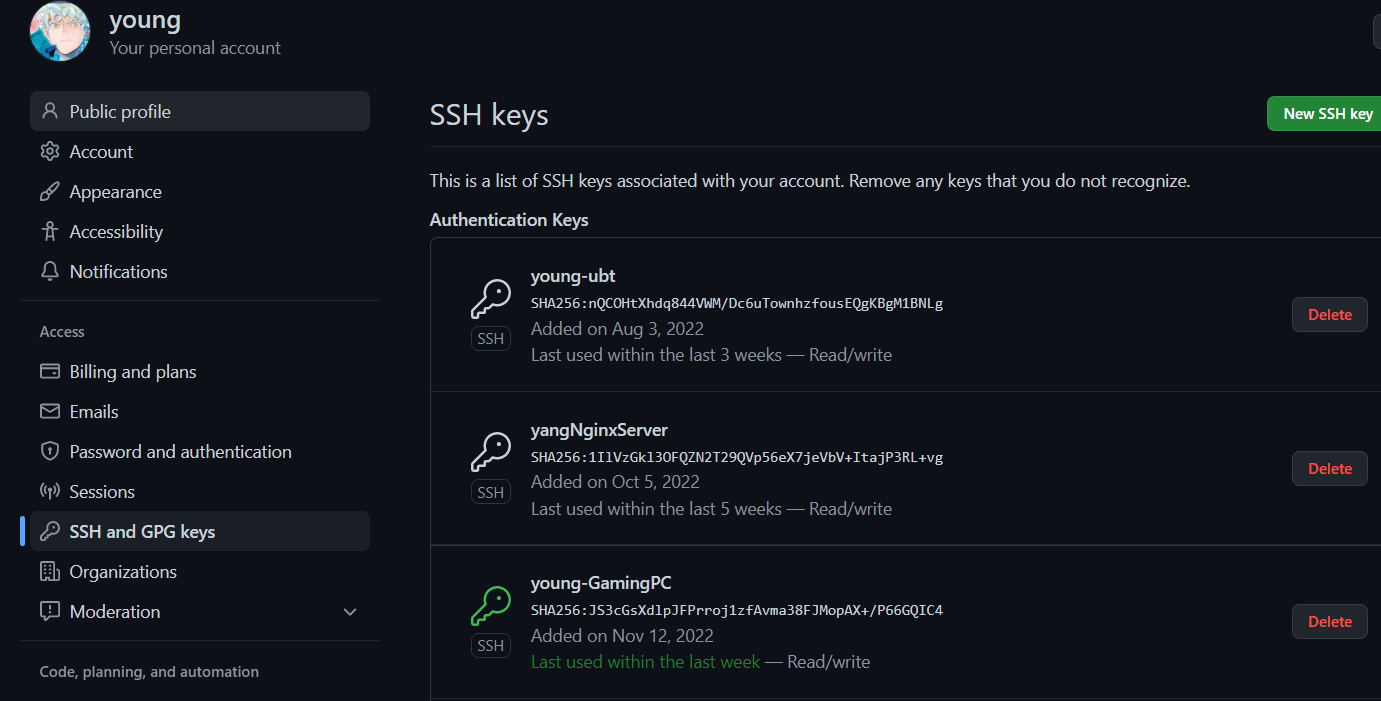 young
Your personal account
Public profile
Account
Appearance
Accessibility
Notifications
Access
Billing and plans
Emails
Password and authentication
Sessions
SSH and GPG keys
Organizations
Moderation
Code, planning, and automation
SSH keys
New SSH key
This is a list of SSH keys associated with your account. Remove any keys that you do not recognize.
Authentication Keys
young-ubt
SHA256:nQCOHtXhdq844VWM/Dc6uTownhzfousEQgKBgM1BNLg
SSH
Added on Aug 3, 2022
Last used within the last 3 weeks — Read/write
Delete
yangNginxServer
SHA256:1IlVzGkl3OFQZN2T29QVp56eX7jeVbV+ItajP3RL+vg
SSH
Added on Oct 5, 2022
Last used within the last 5 weeks — Read/write
Delete
young-GamingPC
SHA256:JS3cGsXdlpJFPrroj1zfAvma38FJMopAX+/P66GQIC4
SSH
Added on Nov 12, 2022
Last used within the last week — Read/write
Delete